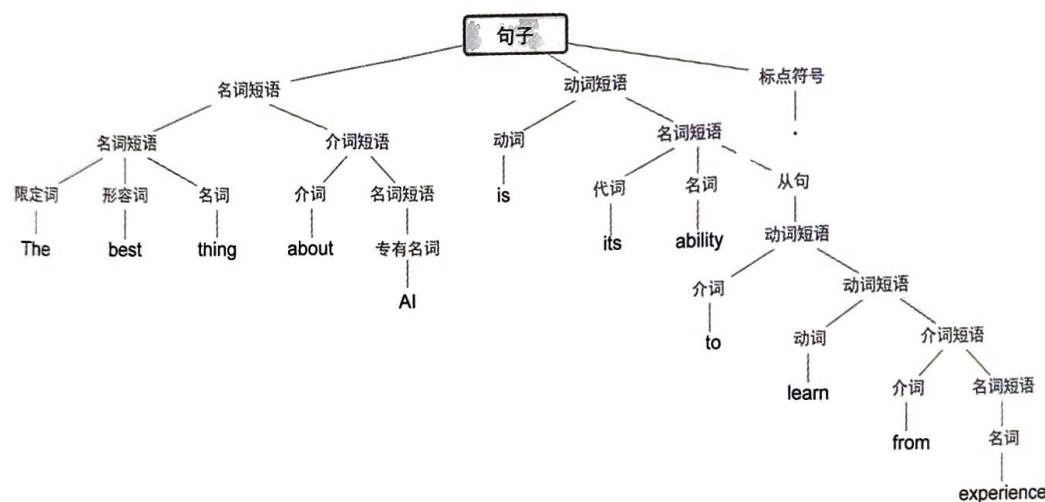 句子
名词短语 动词短语 标点符号
名词短语 介词短语 动词 名词短语 .
限定词 形容词 名词 介词 名词短语 is 代词 名词 从句
The best thing about 专有名词 its ability 动词短语
AI 介词 动词短语
to 动词 介词短语
learn 介词 名词短语
from 名词
experience